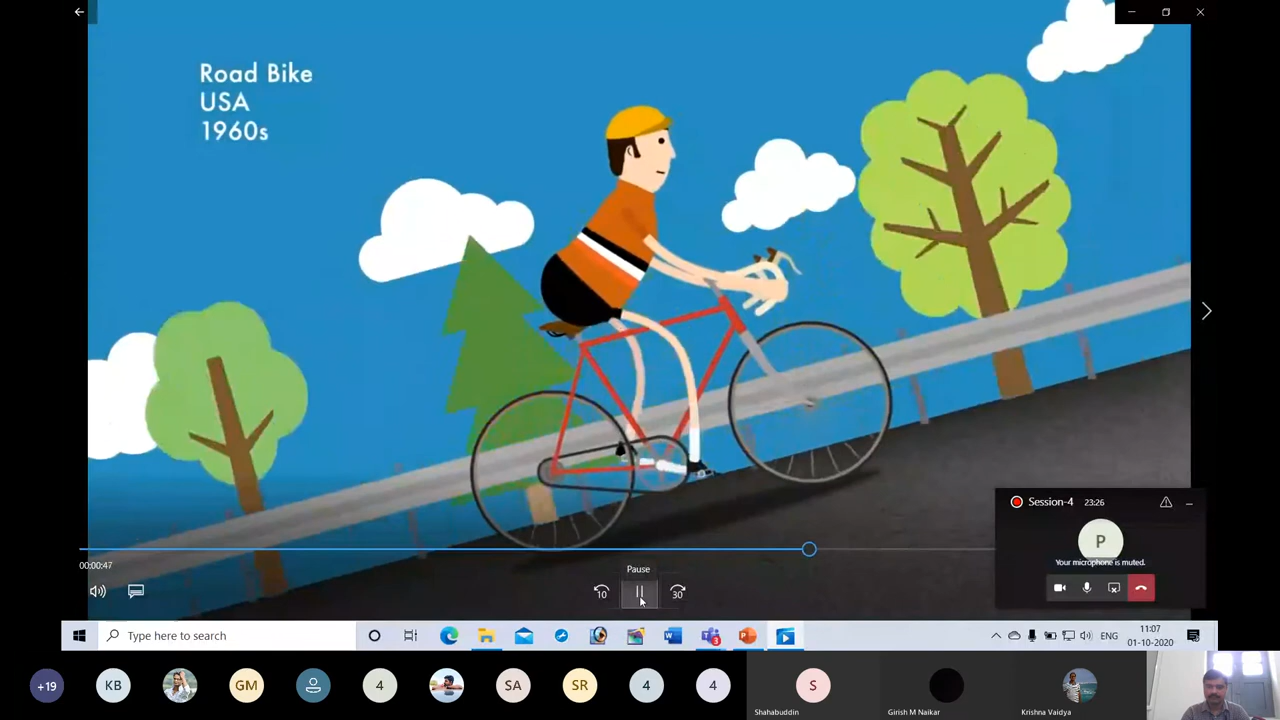 Road Bike
USA
1960s
Session-4 23:26
P
Your microphone is muted.
00:00:47
Pause
10
30
Type here to search
3
ENG
11:07
01-10-2020
+19
KB
GM
4
SA
SR
4
4
S
Shahabuddin
Girish M Naikar
Krishna Vaidya